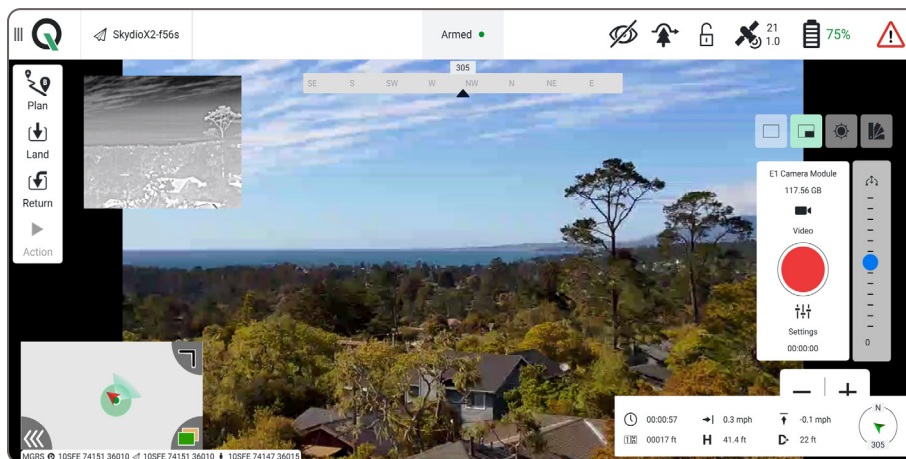 SkydioX2-f56s
Armed
21
1.0
75%
Plan
Land
Return
Action
305
SE S SW W NW N NE E
E1 Camera Module
117.56 GB
Video
Settings
00:00:00
0
00:00:57 0.3 mph -0.1 mph
00017 ft H 41.4 ft D 22 ft
N
305
MGRS 10SFE 74151 36010 10SFE 74151 36010 10SFE 74147 36015